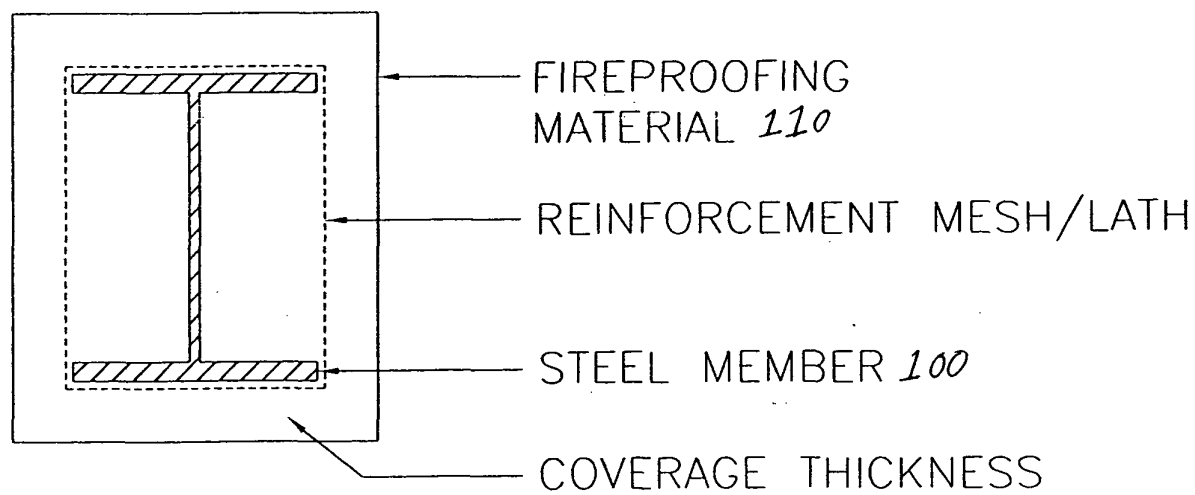 FIREPROOFING
MATERIAL 110
REINFORCEMENT MESH/LATH
STEEL MEMBER 100
COVERAGE THICKNESS